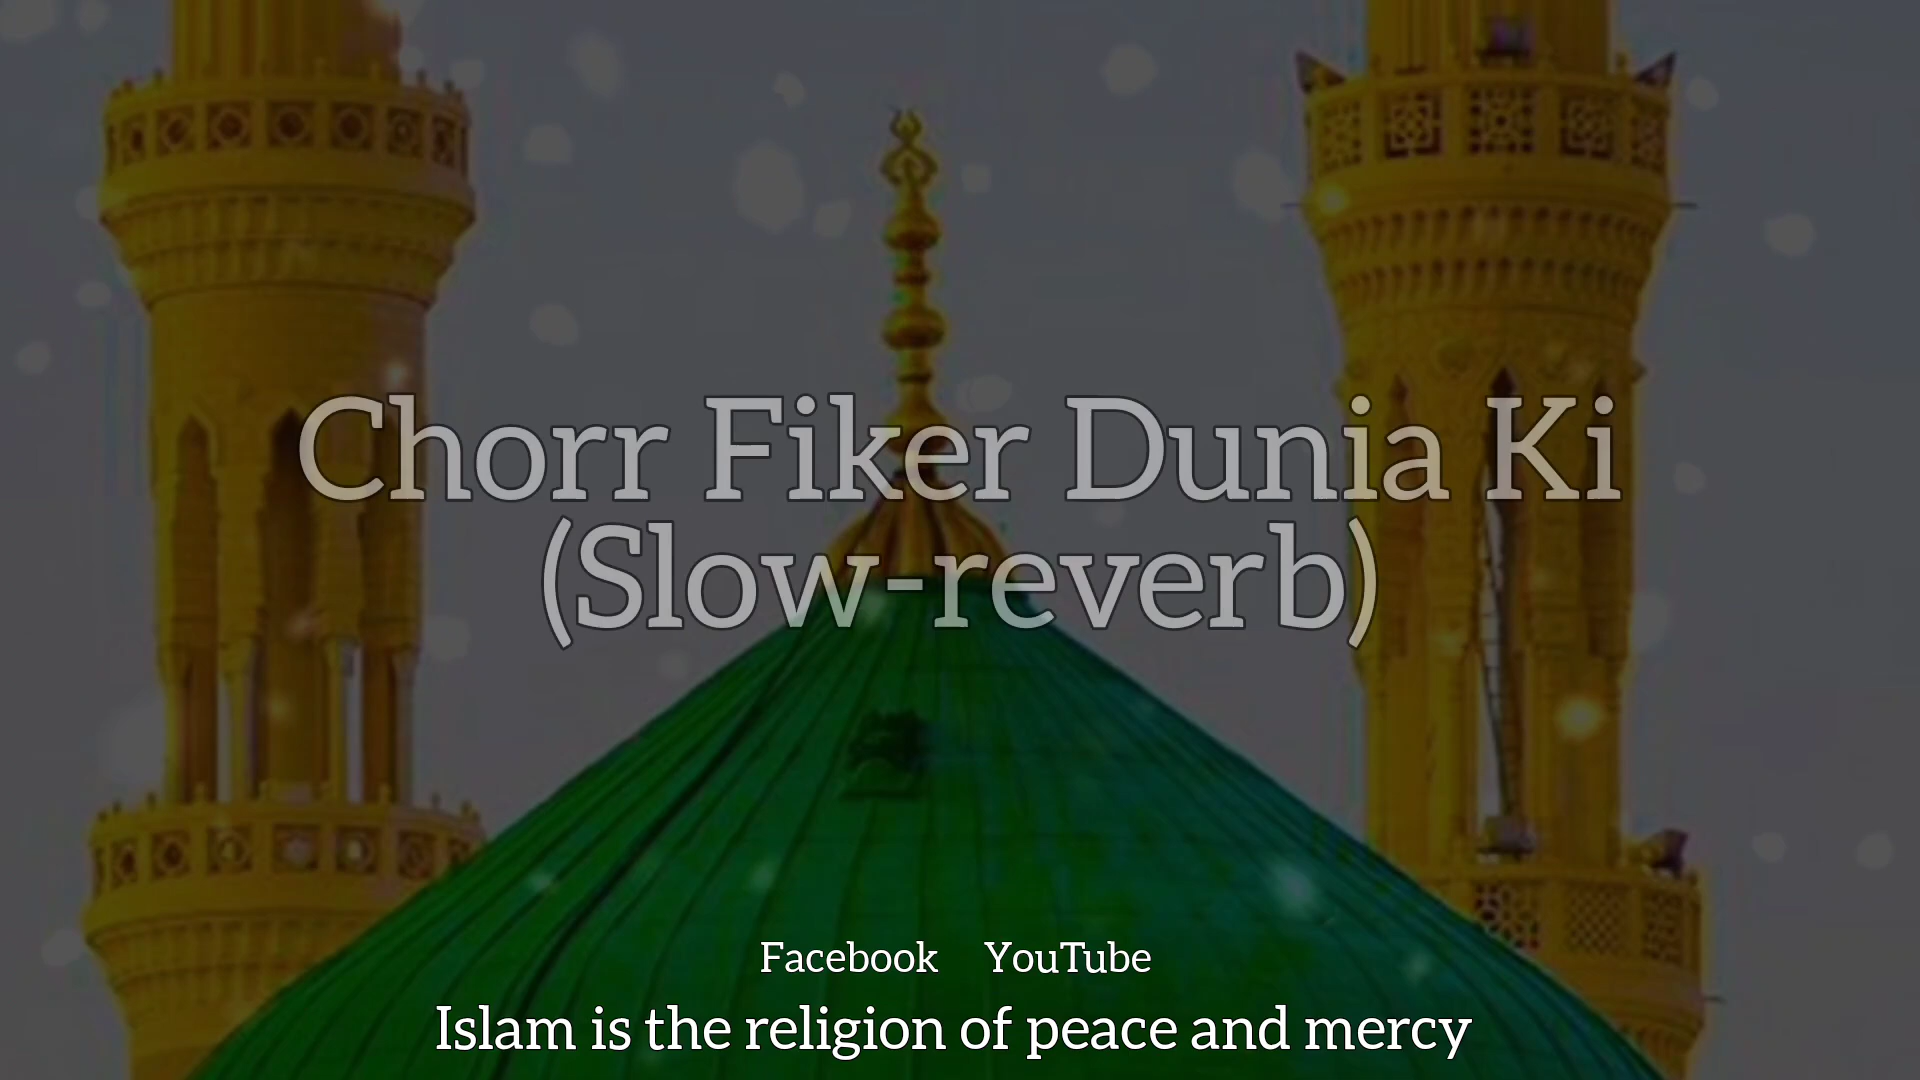 Chorr Fiker Dunia Ki
(Slow-reverb)
Facebook YouTube
Islam is the religion of peace and mercy